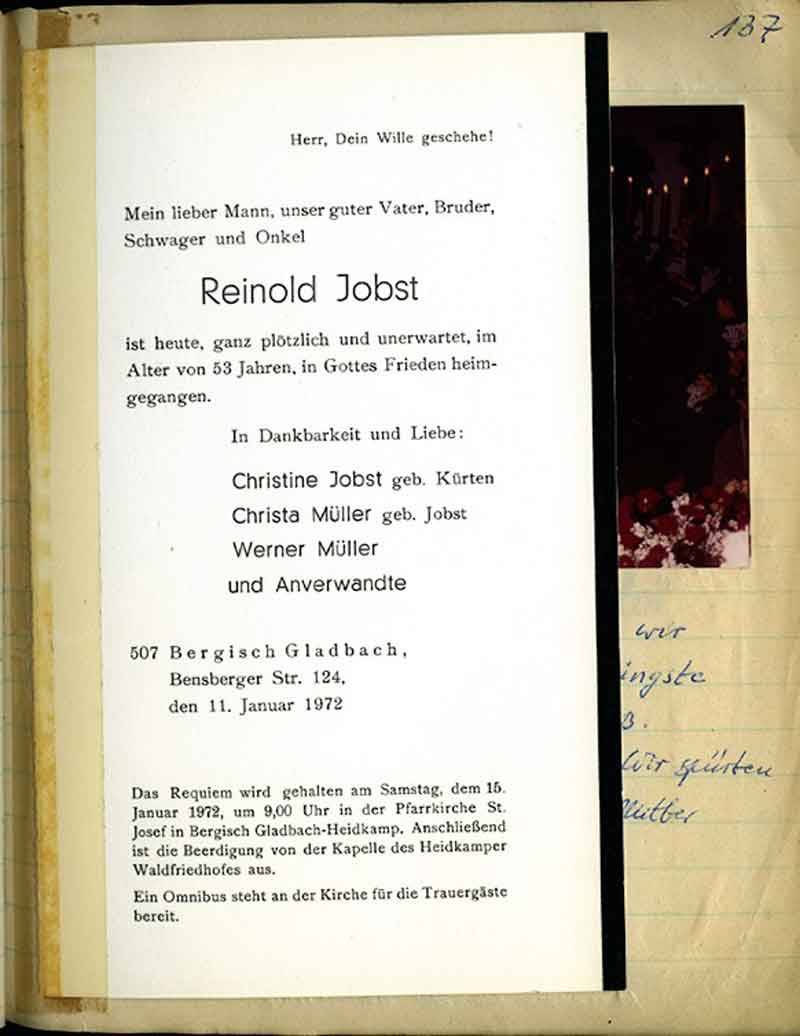 137
Herr, Dein Wille geschehe!
Mein lieber Mann, unser guter Vater, Bruder,
Schwager und Onkel
Reinold Jobst
ist heute, ganz plötzlich und unerwartet, im
Alter von 53 Jahren, in Gottes Frieden heim-
gegangen.
In Dankbarkeit und Liebe:
Christine Jobst geb. Kürten
Christa Müller geb. Jobst
Werner Müller
und Anverwandte
507 Bergisch Gladbach,
Bensberger Str. 124,
den 11. Januar 1972
Das Requiem wird gehalten am Samstag, dem 15.
Januar 1972, um 9,00 Uhr in der Pfarrkirche St.
Josef in Bergisch Gladbach-Heidkamp. Anschließend
ist die Beerdigung von der Kapelle des Heidkamper
Waldfriedhofes aus.
Ein Omnibus steht an der Kirche für die Trauergäste
bereit.
wir
ingste
wir spürten